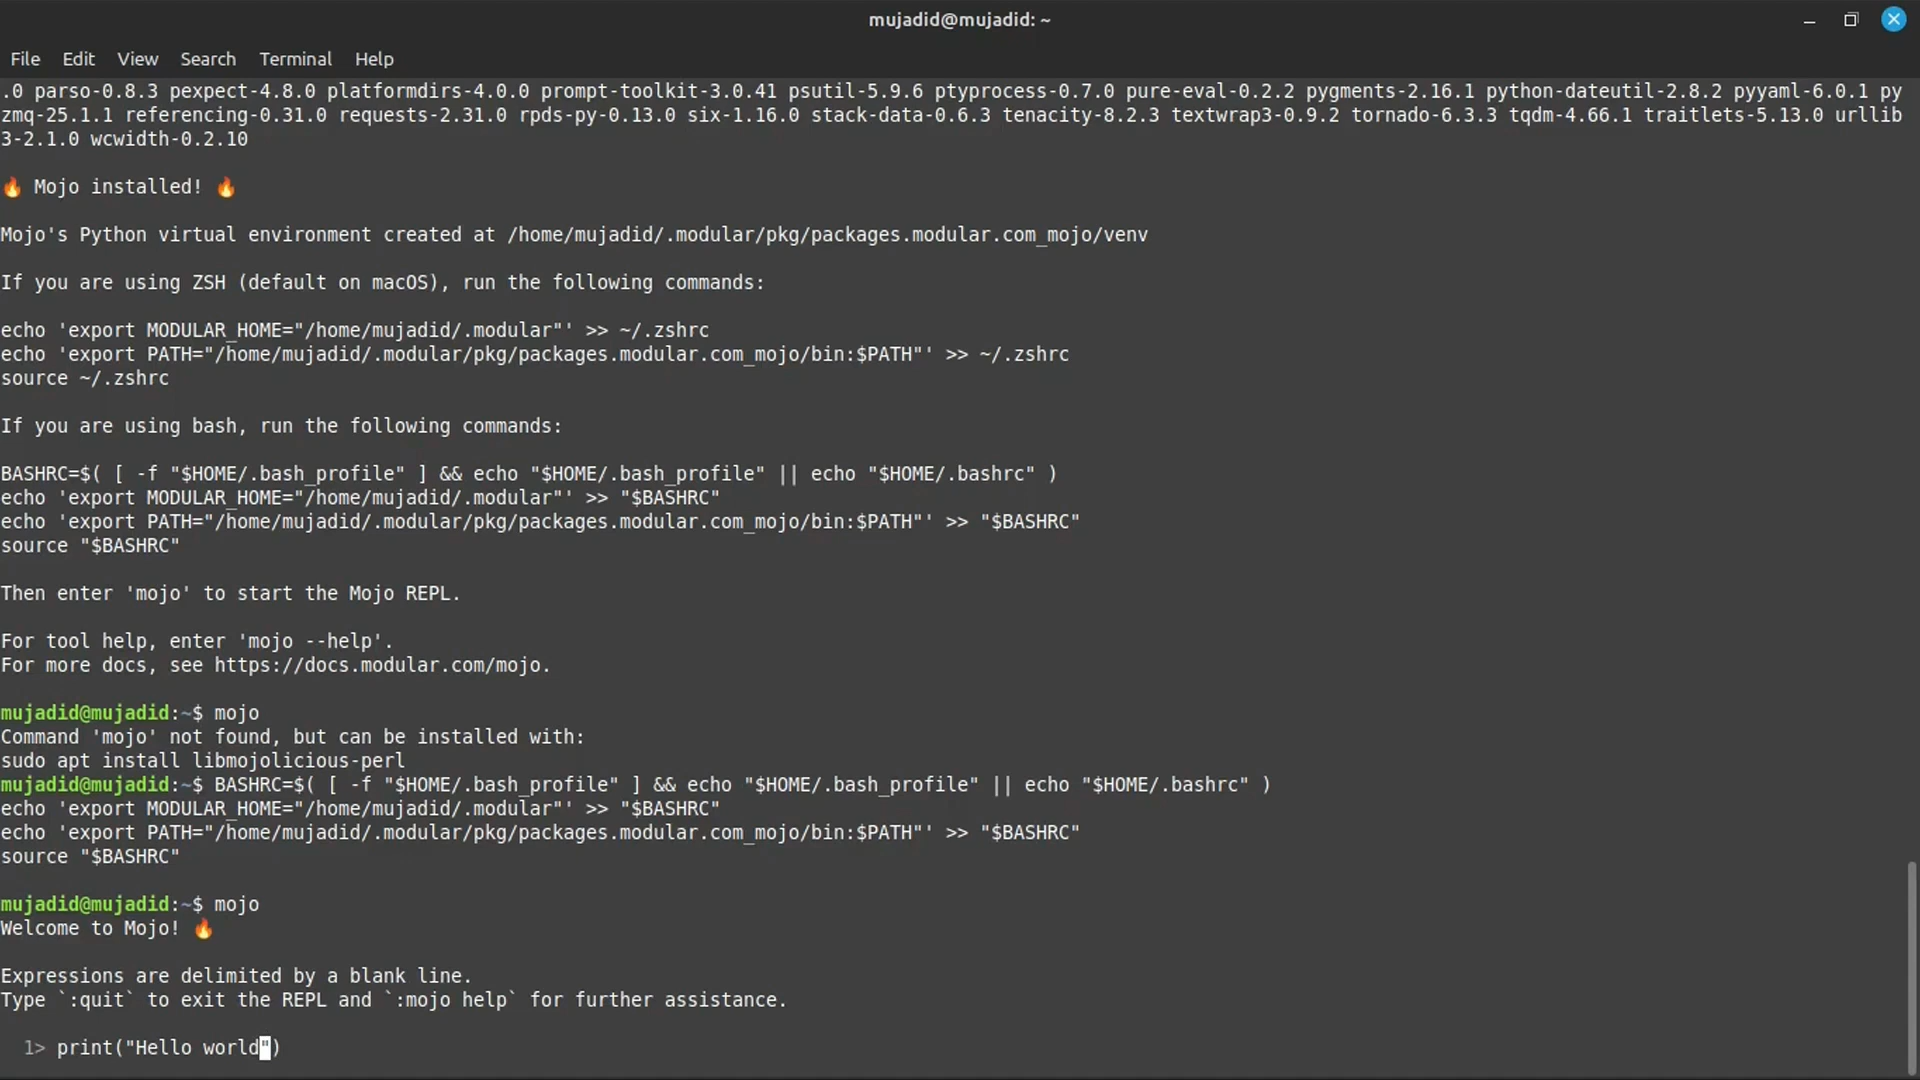 mujadid@mujadid: ~
File Edit View Search Terminal Help
.0 parso-0.8.3 pexpect-4.8.0 platformdirs-4.0.0 prompt-toolkit-3.0.41 psutil-5.9.6 ptyprocess-0.7.0 pure-eval-0.2.2 pygments-2.16.1 python-dateutil-2.8.2 pyyaml-6.0.1 py
zmq-25.1.1 referencing-0.31.0 requests-2.31.0 rpds-py-0.13.0 six-1.16.0 stack-data-0.6.3 tenacity-8.2.3 textwrap3-0.9.2 tornado-6.3.3 tqdm-4.66.1 traitlets-5.13.0 urllib
3-2.1.0 wcwidth-0.2.10
🔥 Mojo installed! 🔥
Mojo's Python virtual environment created at /home/mujadid/.modular/pkg/packages.modular.com_mojo/venv
If you are using ZSH (default on macOS), run the following commands:
echo 'export MODULAR_HOME="/home/mujadid/.modular"' >> ~/.zshrc
echo 'export PATH="/home/mujadid/.modular/pkg/packages.modular.com_mojo/bin:$PATH"' >> ~/.zshrc
source ~/.zshrc
If you are using bash, run the following commands:
BASHRC=$( [ -f "$HOME/.bash_profile" ] && echo "$HOME/.bash_profile" || echo "$HOME/.bashrc" )
echo 'export MODULAR_HOME="/home/mujadid/.modular"' >> "$BASHRC"
echo 'export PATH="/home/mujadid/.modular/pkg/packages.modular.com_mojo/bin:$PATH"' >> "$BASHRC"
source "$BASHRC"
Then enter 'mojo' to start the Mojo REPL.
For tool help, enter 'mojo --help'.
For more docs, see https://docs.modular.com/mojo.
mujadid@mujadid:~$ mojo
Command 'mojo' not found, but can be installed with:
sudo apt install libmojolicious-perl
mujadid@mujadid:~$ BASHRC=$( [ -f "$HOME/.bash_profile" ] && echo "$HOME/.bash_profile" || echo "$HOME/.bashrc" )
echo 'export MODULAR_HOME="/home/mujadid/.modular"' >> "$BASHRC"
echo 'export PATH="/home/mujadid/.modular/pkg/packages.modular.com_mojo/bin:$PATH"' >> "$BASHRC"
source "$BASHRC"
mujadid@mujadid:~$ mojo
Welcome to Mojo! 🔥
Expressions are delimited by a blank line.
Type `:quit` to exit the REPL and `:mojo help` for further assistance.
1> print("Hello world")